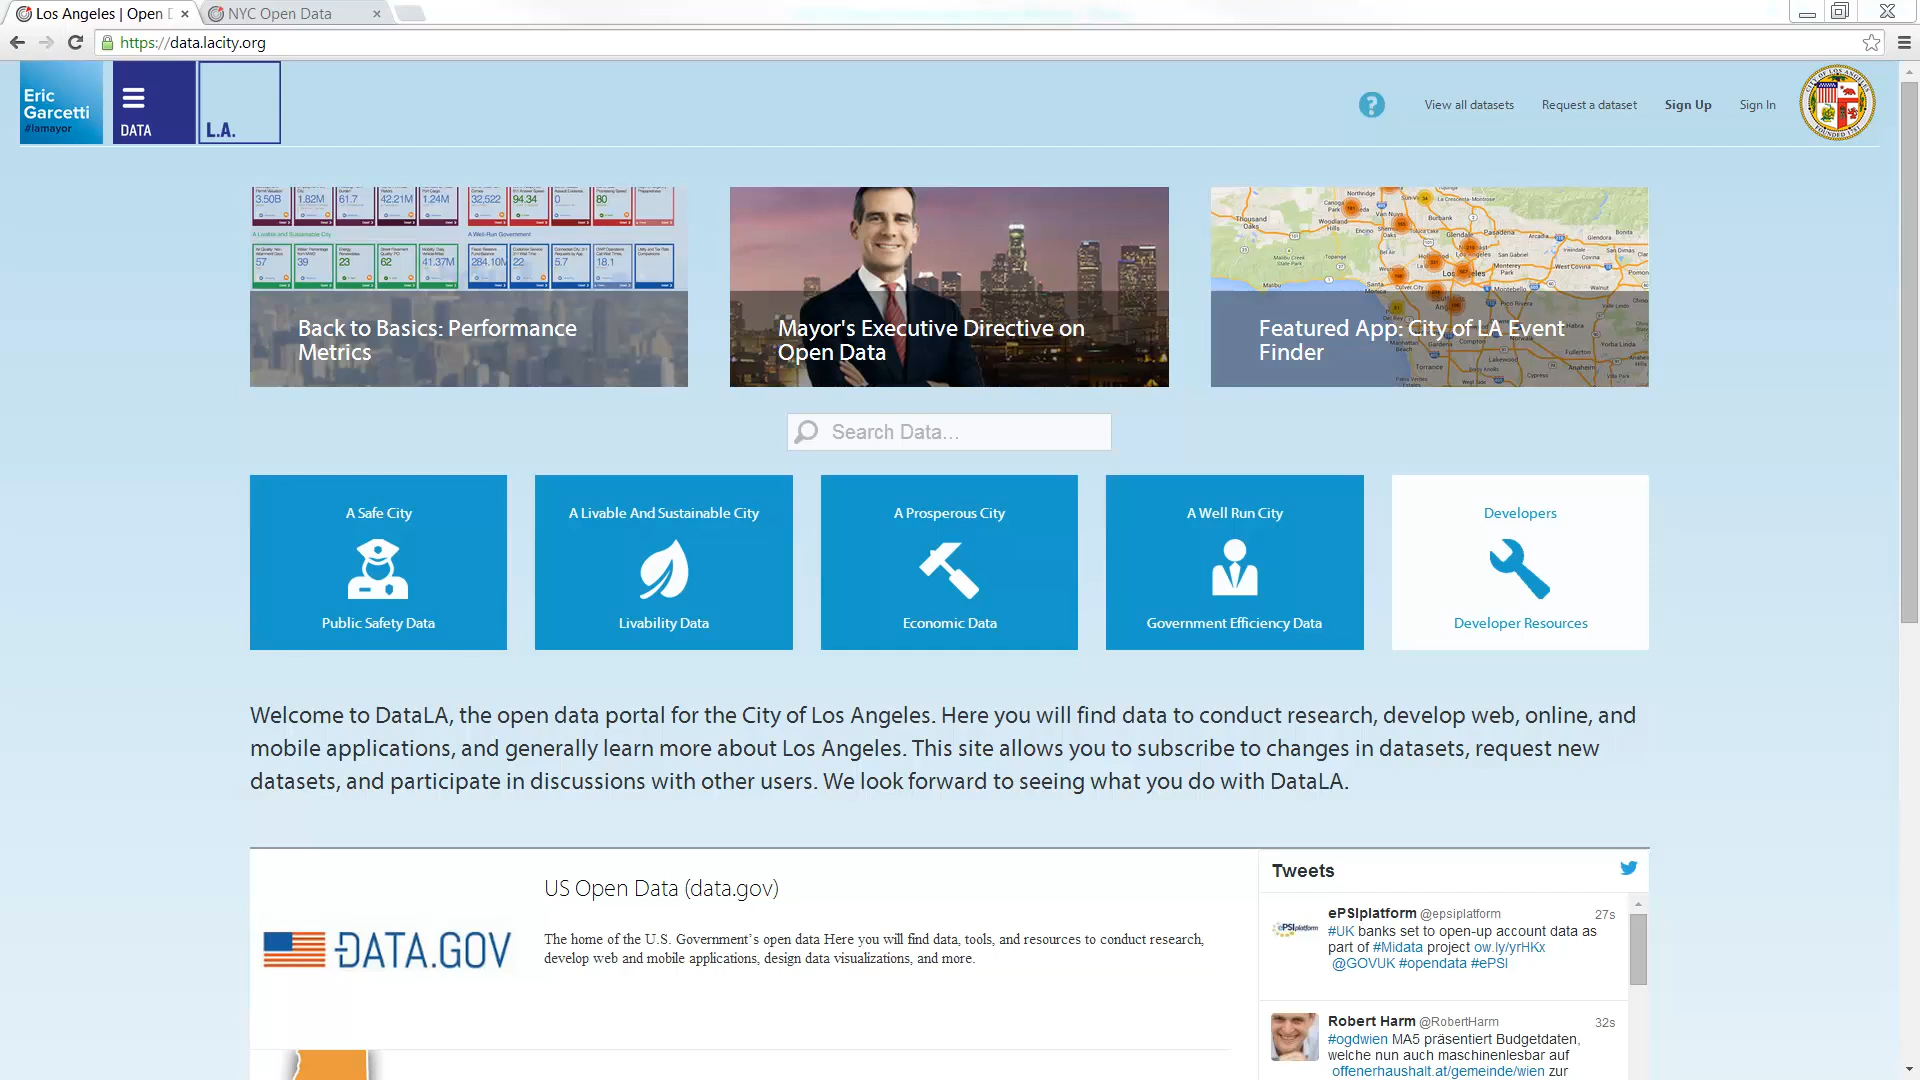 Los Angeles | Open D
NYC Open Data
https://data.lacity.org
Eric
Garcetti
#lamayor
DATA
L.A.
View all datasets
Request a dataset
Sign Up
Sign In
Back to Basics: Performance
Metrics
Mayor's Executive Directive on
Open Data
Featured App: City of LA Event
Finder
Search Data...
A Safe City
Public Safety Data
A Livable And Sustainable City
Livability Data
A Prosperous City
Economic Data
A Well Run City
Government Efficiency Data
Developers
Developer Resources
Welcome to DataLA, the open data portal for the City of Los Angeles. Here you will find data to conduct research, develop web, online, and
mobile applications, and generally learn more about Los Angeles. This site allows you to subscribe to changes in datasets, request new
datasets, and participate in discussions with other users. We look forward to seeing what you do with DataLA.
DATA.GOV
US Open Data (data.gov)
The home of the U.S. Government's open data Here you will find data, tools, and resources to conduct research,
develop web and mobile applications, design data visualizations, and more.
Tweets
ePSIplatform @epsiplatform 27s
#UK banks set to open-up account data as
part of #Midata project ow.ly/yrHKx
@GOVUK #opendata #ePSI
Robert Harm @RobertHarm 32s
#ogdwien MA5 präsentiert Budgetdaten,
welche nun auch maschinenlesbar auf
offenerhaushalt.at/gemeinde/wien zur